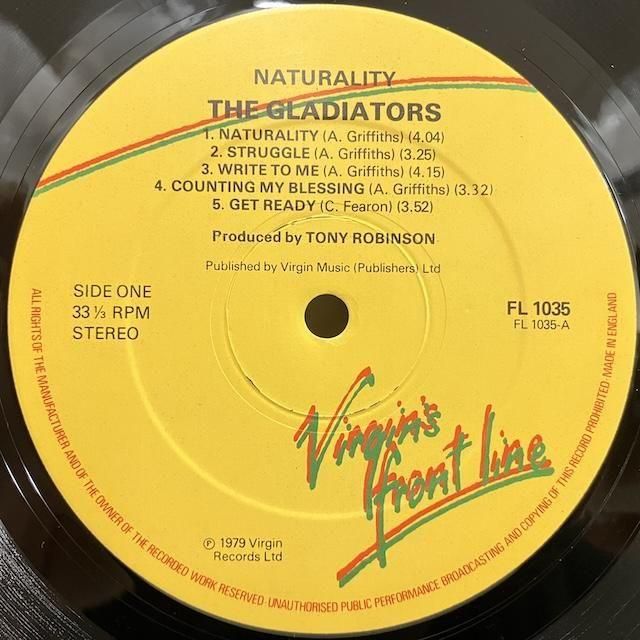 NATURALITY
THE GLADIATORS
1. NATURALITY (A. Griffiths) (4.04)
2. STRUGGLE (A. Griffiths) (3.25)
3. WRITE TO ME (A. Griffiths) (4.15)
4. COUNTING MY BLESSING (A. Griffiths) (3.32)
5. GET READY (C. Fearon) (3.52)
Produced by TONY ROBINSON
Published by Virgin Music (Publishers) Ltd
SIDE ONE
33 ⅓ RPM
STEREO
FL 1035
FL 1035-A
Virgin's
front line
℗ 1979 Virgin
Records Ltd
ALL RIGHTS OF THE MANUFACTURER AND OF THE OWNER OF THE RECORDED WORK RESERVED·UNAUTHORISED PUBLIC PERFORMANCE BROADCASTING AND COPYING OF THIS RECORD PROHIBITED·MADE IN ENGLAND